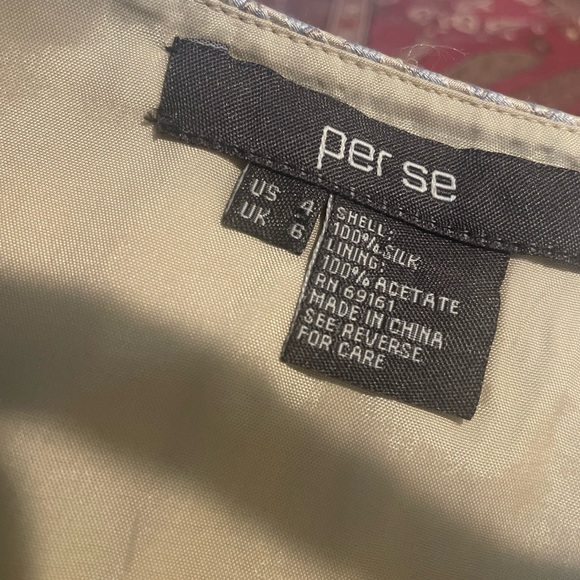 per se
US 4
UK 6
SHELL:
100% SILK
LINING:
100% ACETATE
RN 69161
MADE IN CHINA
SEE REVERSE
FOR CARE